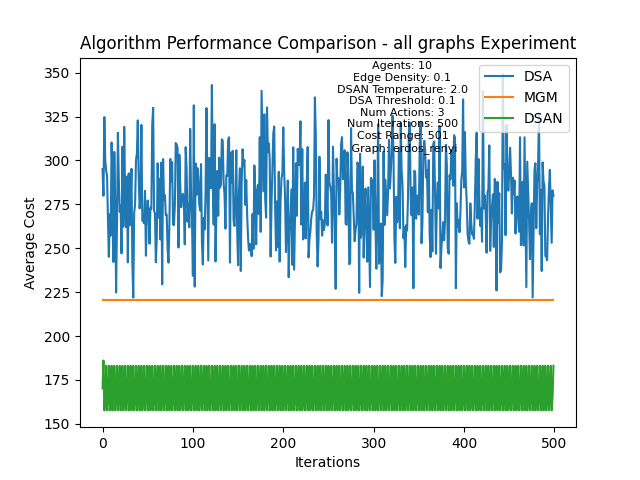 Algorithm Performance Comparison - all graphs Experiment
Agents: 10
Edge Density: 0.1
DSAN Temperature: 2.0
DSA Threshold: 0.1
Num Actions: 3
Num Iterations: 500
Cost Range: 501
Graph: erdos_renyi
DSA
MGM
DSAN
350
325
300
275
250
225
200
175
150
Average Cost
0
100
200
300
400
500
Iterations